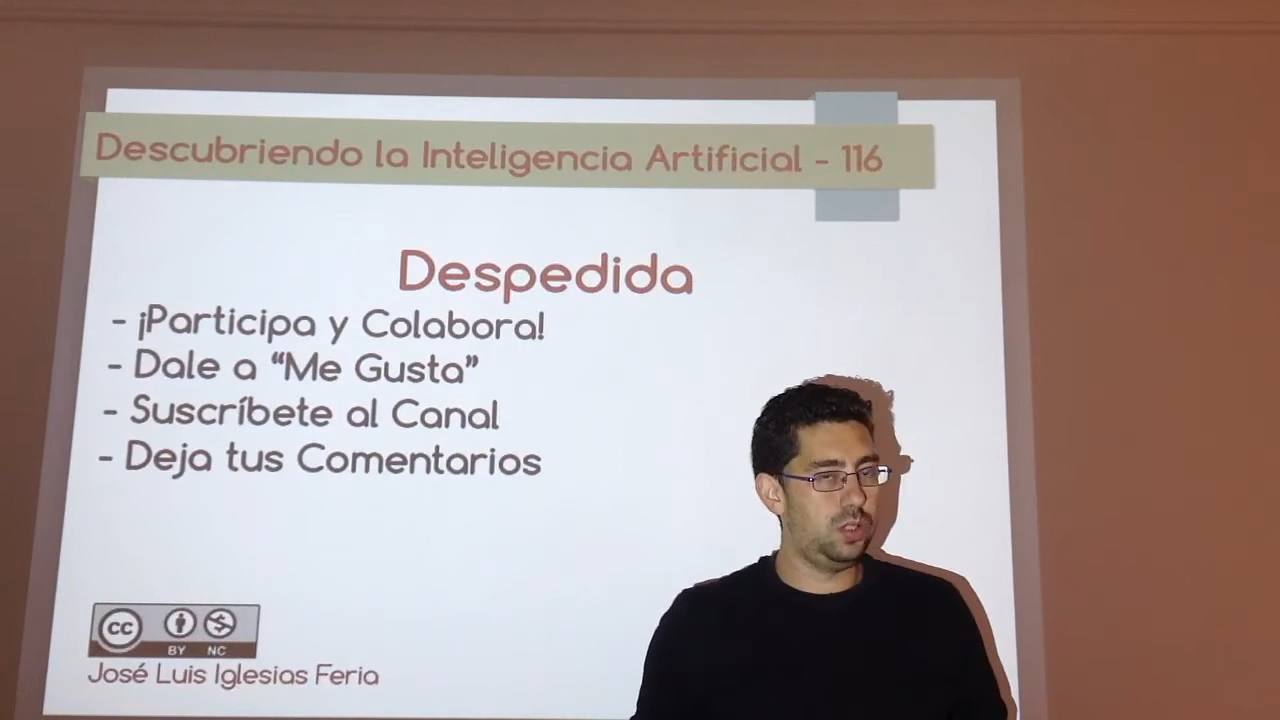 Descubriendo la Inteligencia Artificial - 116
Despedida
- ¡Participa y Colabora!
- Dale a “Me Gusta”
- Suscríbete al Canal
- Deja tus Comentarios
cc
BY NC
José Luis Iglesias Feria